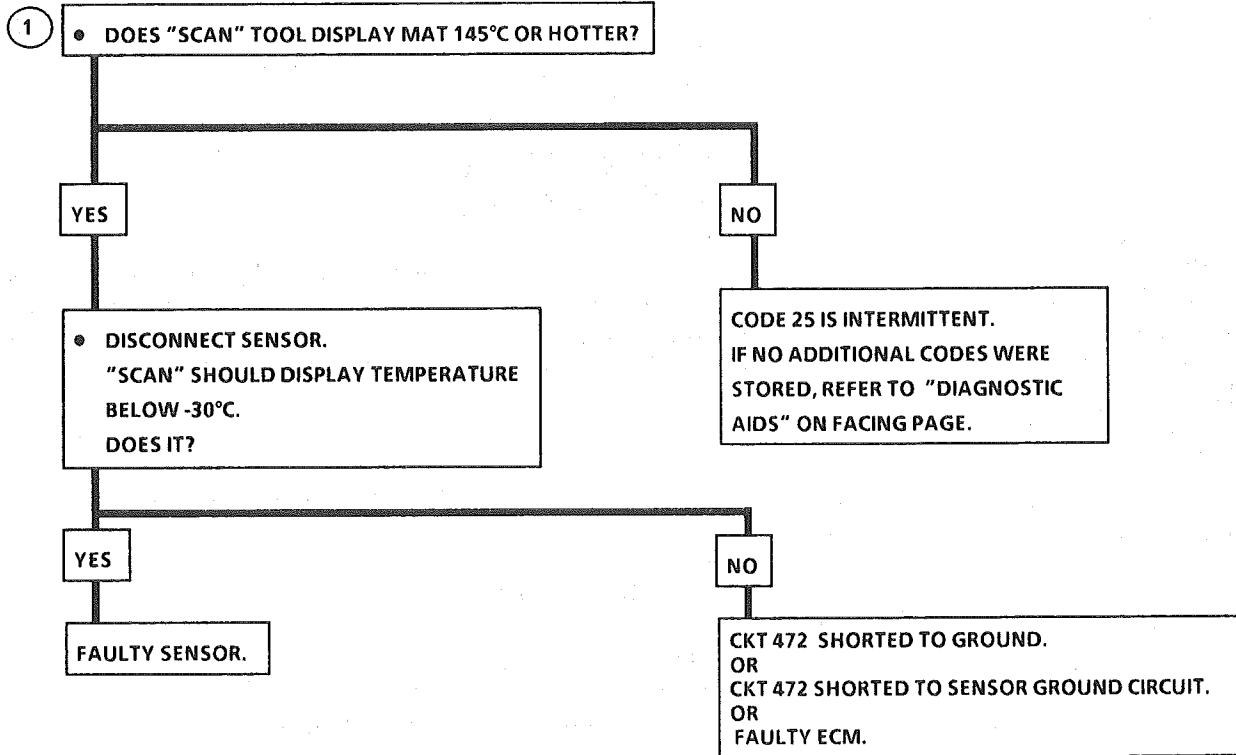 1
• DOES "SCAN" TOOL DISPLAY MAT 145°C OR HOTTER?
YES
NO
• DISCONNECT SENSOR.
"SCAN" SHOULD DISPLAY TEMPERATURE
BELOW -30°C.
DOES IT?
CODE 25 IS INTERMITTENT.
IF NO ADDITIONAL CODES WERE
STORED, REFER TO "DIAGNOSTIC
AIDS" ON FACING PAGE.
YES
NO
FAULTY SENSOR.
CKT 472 SHORTED TO GROUND.
OR
CKT 472 SHORTED TO SENSOR GROUND CIRCUIT.
OR
FAULTY ECM.